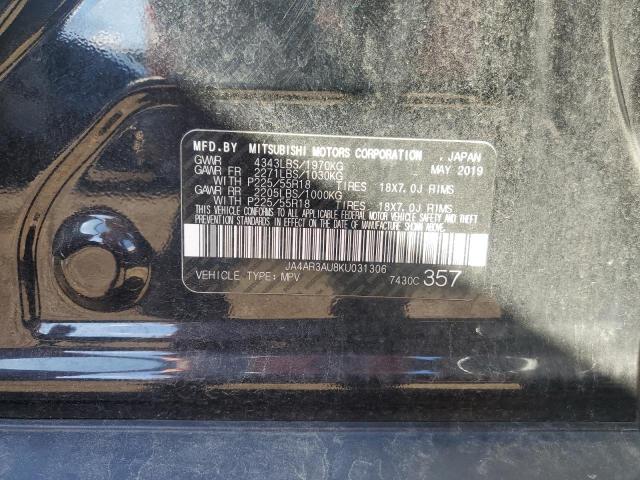 MFD.BY MITSUBISHI MOTORS CORPORATION , JAPAN
GWWR 4343LBS/1970KG MAY 2019
GAWR FR 2271LBS/1030KG
WITH P225/55R18 TIRES 18X7.0J RIMS
GAWR RR 2205LBS/1000KG
WITH P225/55R18 TIRES 18X7.0J RIMS
THIS VEHICLE CONFORMS TO ALL APPLICABLE FEDERAL MOTOR VEHICLE SAFETY AND THEFT
PREVENTION STANDARDS IN EFFECT ON THE DATE OF MANUFACTURE SHOWN ABOVE.
JA4AR3AU8KU031306
VEHICLE TYPE: MPV 7430C 357